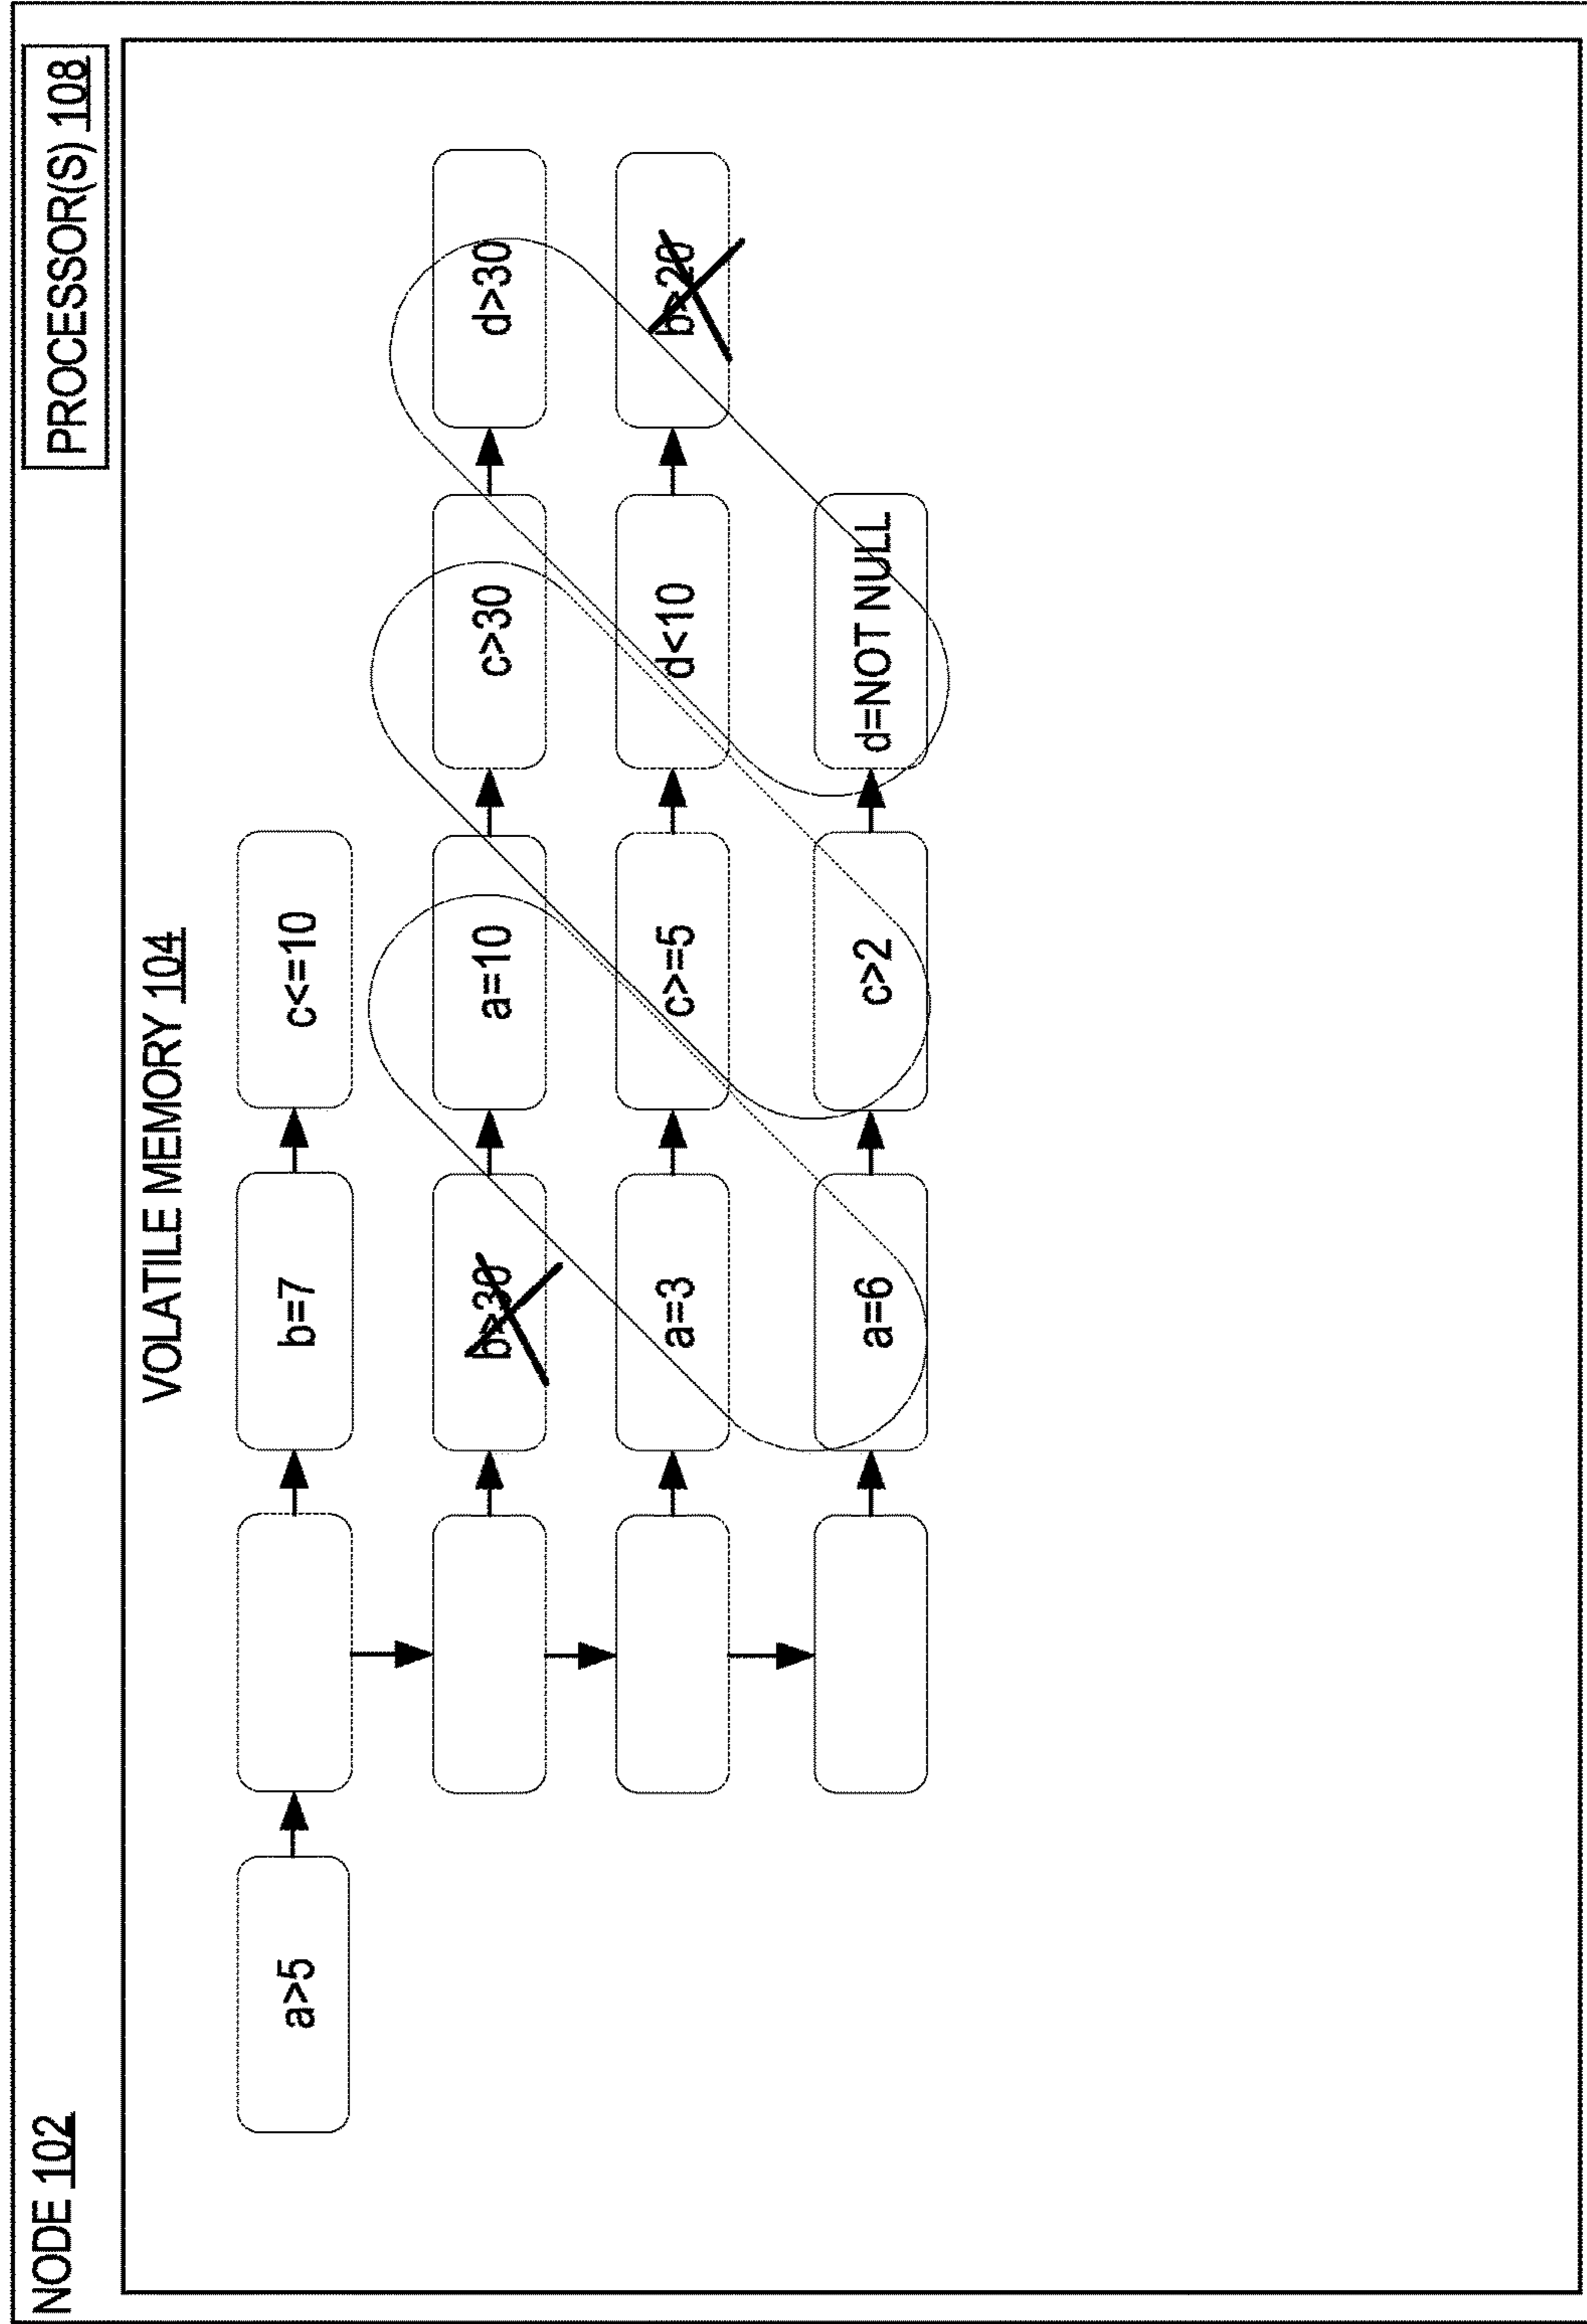 NODE 102
PROCESSOR(S) 108
VOLATILE MEMORY 104
a>5
b=7
c<=10
b>30
a=10
c>30
d>30
a=3
c>=5
d<10
b>20
a=6
c>2
d=NOT NULL